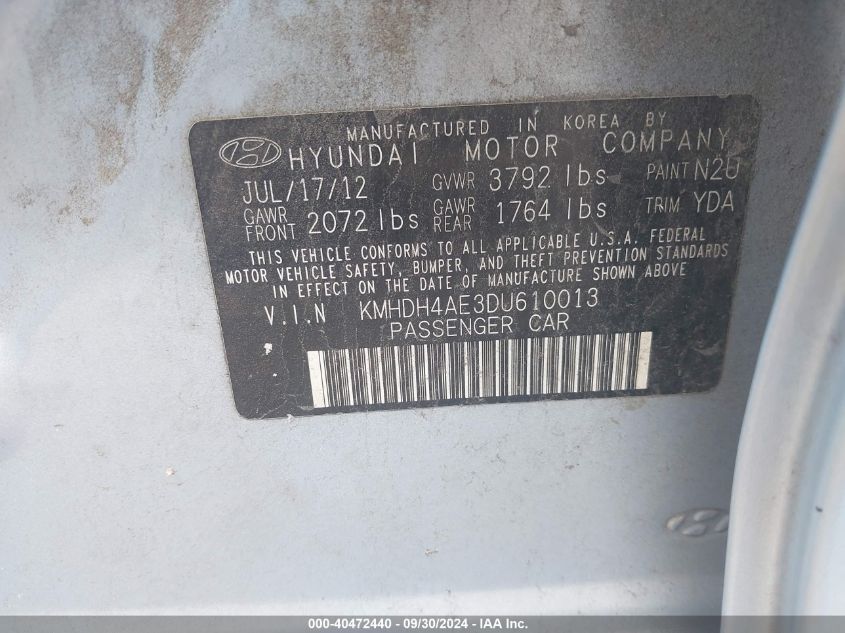 MANUFACTURED IN KOREA BY
HYUNDAI MOTOR COMPANY
JUL/17/12 GVWR 3792 lbs PAINT N2U
GAWR FRONT 2072 lbs GAWR REAR 1764 lbs TRIM YDA
THIS VEHICLE CONFORMS TO ALL APPLICABLE U.S.A. FEDERAL
MOTOR VEHICLE SAFETY, BUMPER, AND THEFT PREVENTION STANDARDS
IN EFFECT ON THE DATE OF MANUFACTURE SHOWN ABOVE
V.I.N KMHDH4AE3DU610013
PASSENGER CAR
000-40472440 - 09/30/2024 - IAA Inc.